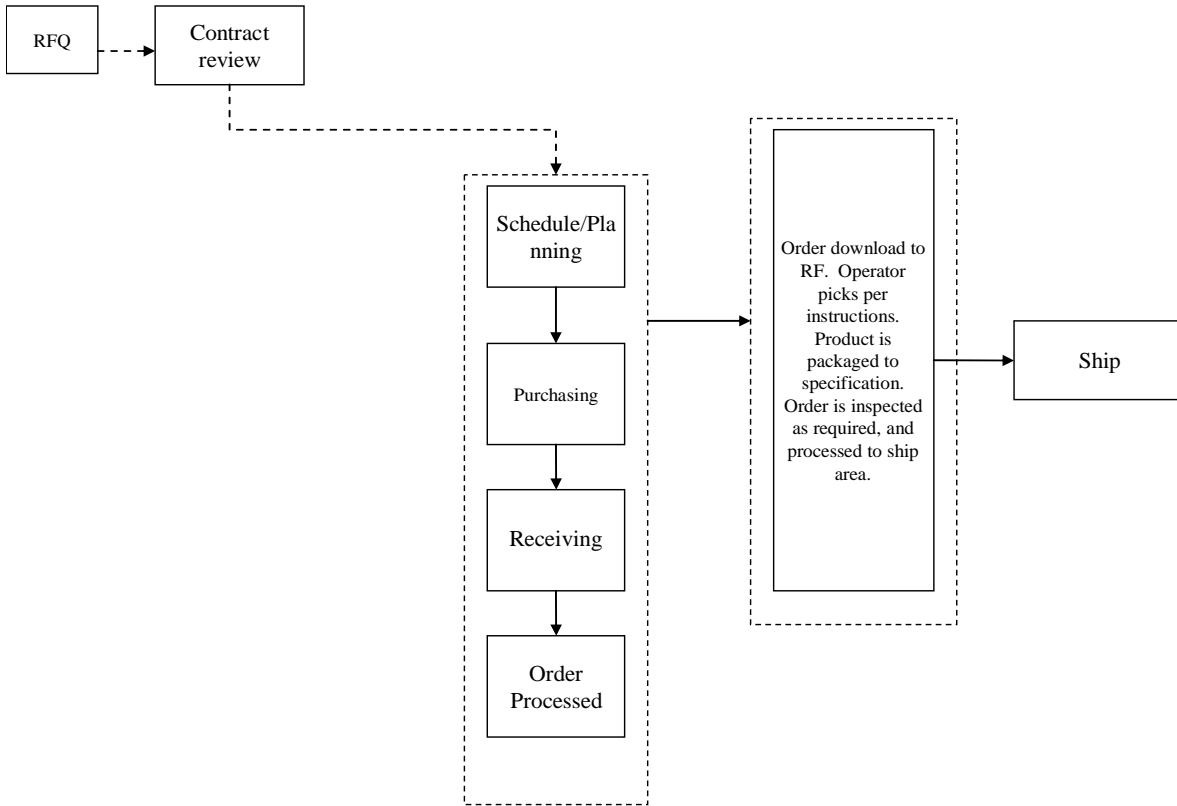 RFQ
Contract
review
Schedule/Pla
nning
Purchasing
Receiving
Order
Processed
Order download to
RF.  Operator
picks per
instructions.
Product is
packaged to
specification.
Order is inspected
as required, and
processed to ship
area.
Ship